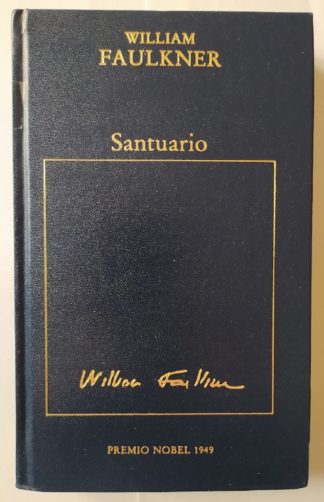 WILLIAM
FAULKNER
Santuario
William Faulkner
PREMIO NOBEL 1949